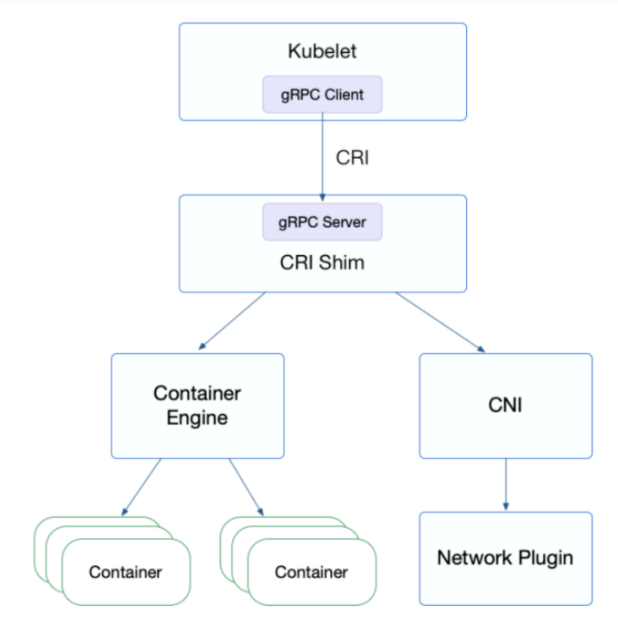 Kubelet
gRPC Client
CRI
gRPC Server
CRI Shim
Container
Engine
CNI
Container
Container
Network Plugin